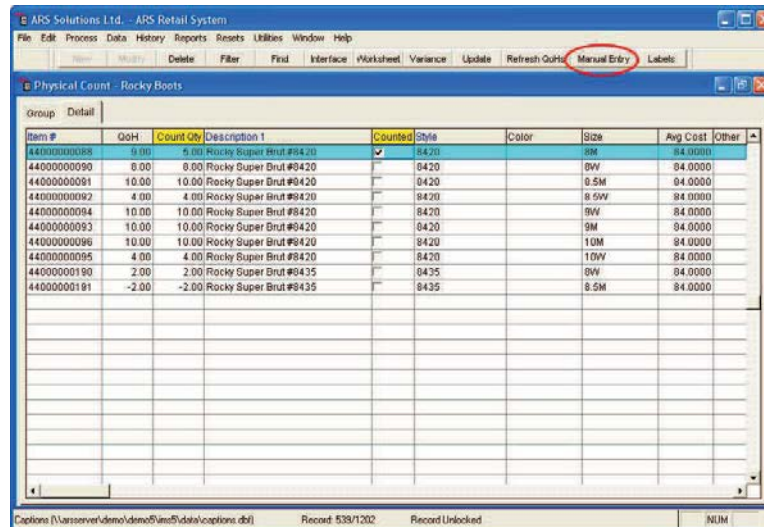 ARS Solutions Ltd. - ARS Retail System
File Edit Process Data History Reports Resets Utilities Window Help
New Modify Delete Filter Find Interface Worksheet Variance Update Refresh QoHs Manual Entry Labels
Physical Count - Rocky Boots
Group Detail
Item # QoH Count Qty Description 1 Counted Style Color Size Avg Cost Other
44000000088 9.00 5.00 Rocky Super Brut #8420 8420 8M 84.0000
44000000090 8.00 8.00 Rocky Super Brut #8420 8420 8W 84.0000
44000000091 10.00 10.00 Rocky Super Brut #8420 8420 8.5M 84.0000
44000000092 4.00 4.00 Rocky Super Brut #8420 8420 8.5W 84.0000
44000000094 10.00 10.00 Rocky Super Brut #8420 8420 9W 84.0000
44000000093 10.00 10.00 Rocky Super Brut #8420 8420 9M 84.0000
44000000096 10.00 10.00 Rocky Super Brut #8420 8420 10M 84.0000
44000000095 4.00 4.00 Rocky Super Brut #8420 8420 10W 84.0000
44000000190 2.00 2.00 Rocky Super Brut #8435 8435 8W 84.0000
44000000191 -2.00 -2.00 Rocky Super Brut #8435 8435 8.5M 84.0000
Captions (\\arsserver\demo\demo5\ims5\data\captions.dbf) Record: 539/1202 Record Unlocked NUM